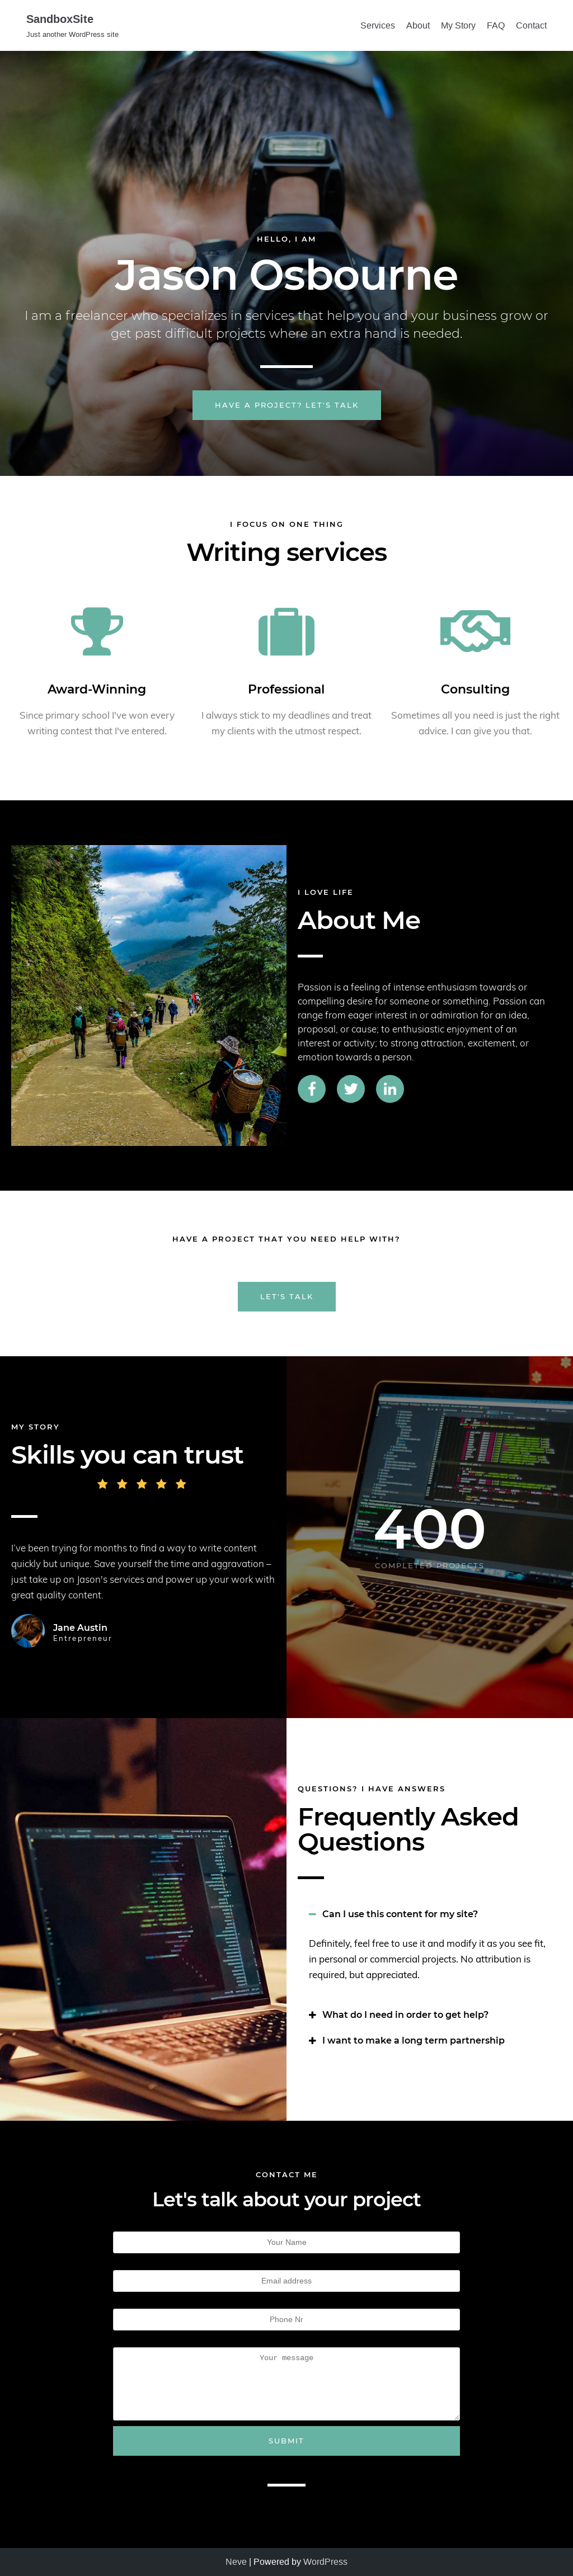 SandboxSite
Just another WordPress site
Services About My Story FAQ Contact
HELLO, I AM
Jason Osbourne
I am a freelancer who specializes in services that help you and your business grow or
get past difficult projects where an extra hand is needed.
HAVE A PROJECT? LET'S TALK
I FOCUS ON ONE THING
Writing services
Award-Winning
Since primary school I've won every
writing contest that I've entered.
Professional
I always stick to my deadlines and treat
my clients with the utmost respect.
Consulting
Sometimes all you need is just the right
advice. I can give you that.
I LOVE LIFE
About Me
Passion is a feeling of intense enthusiasm towards or
compelling desire for someone or something. Passion can
range from eager interest in or admiration for an idea,
proposal, or cause; to enthusiastic enjoyment of an
interest or activity; to strong attraction, excitement, or
emotion towards a person.
HAVE A PROJECT THAT YOU NEED HELP WITH?
LET'S TALK
MY STORY
Skills you can trust
I've been trying for months to find a way to write content
quickly but unique. Save yourself the time and aggravation –
just take up on Jason's services and power up your work with
great quality content.
Jane Austin
Entrepreneur
400
COMPLETED PROJECTS
QUESTIONS? I HAVE ANSWERS
Frequently Asked
Questions
Can I use this content for my site?
Definitely, feel free to use it and modify it as you see fit,
in personal or commercial projects. No attribution is
required, but appreciated.
What do I need in order to get help?
I want to make a long term partnership
CONTACT ME
Let's talk about your project
Your Name
Email address
Phone Nr
Your message
SUBMIT
Neve | Powered by WordPress